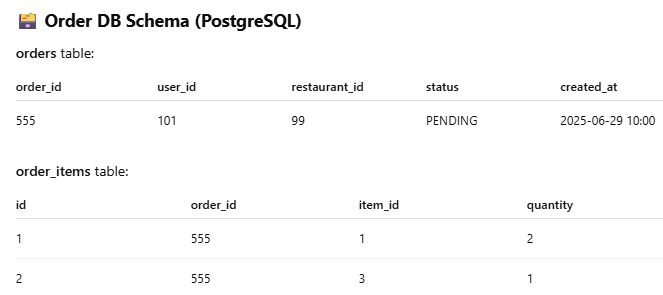 Order DB Schema (PostgreSQL)
orders table:
order_id user_id restaurant_id status created_at
555 101 99 PENDING 2025-06-29 10:00
order_items table:
id order_id item_id quantity
1 555 1 2
2 555 3 1